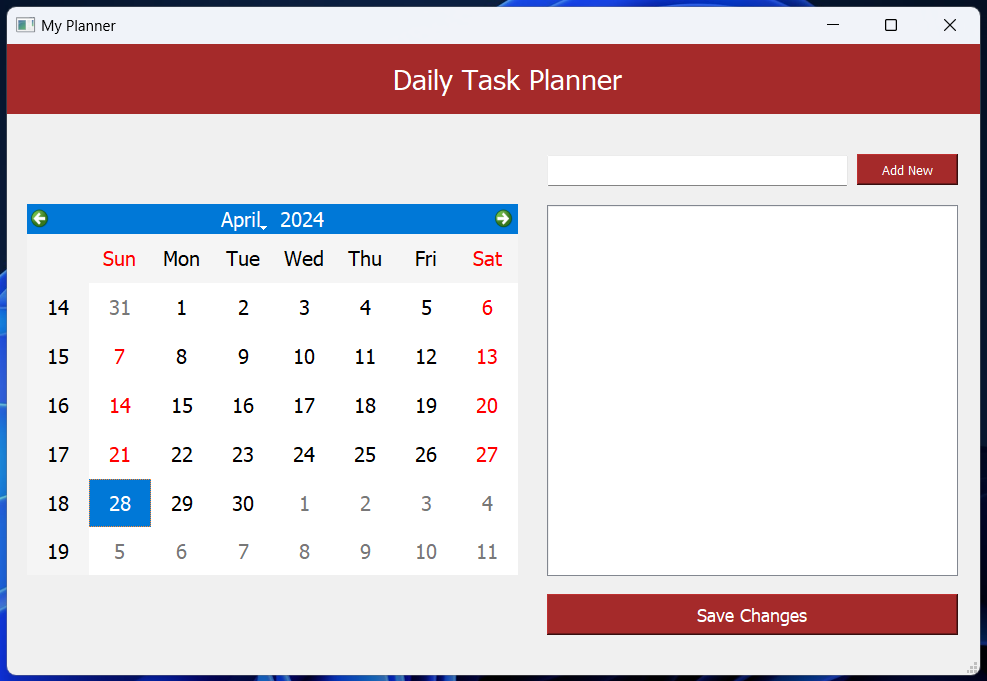 My Planner
Daily Task Planner
Add New
April 2024
Sun Mon Tue Wed Thu Fri Sat
14 31 1 2 3 4 5 6
15 7 8 9 10 11 12 13
16 14 15 16 17 18 19 20
17 21 22 23 24 25 26 27
18 28 29 30 1 2 3 4
19 5 6 7 8 9 10 11
Save Changes